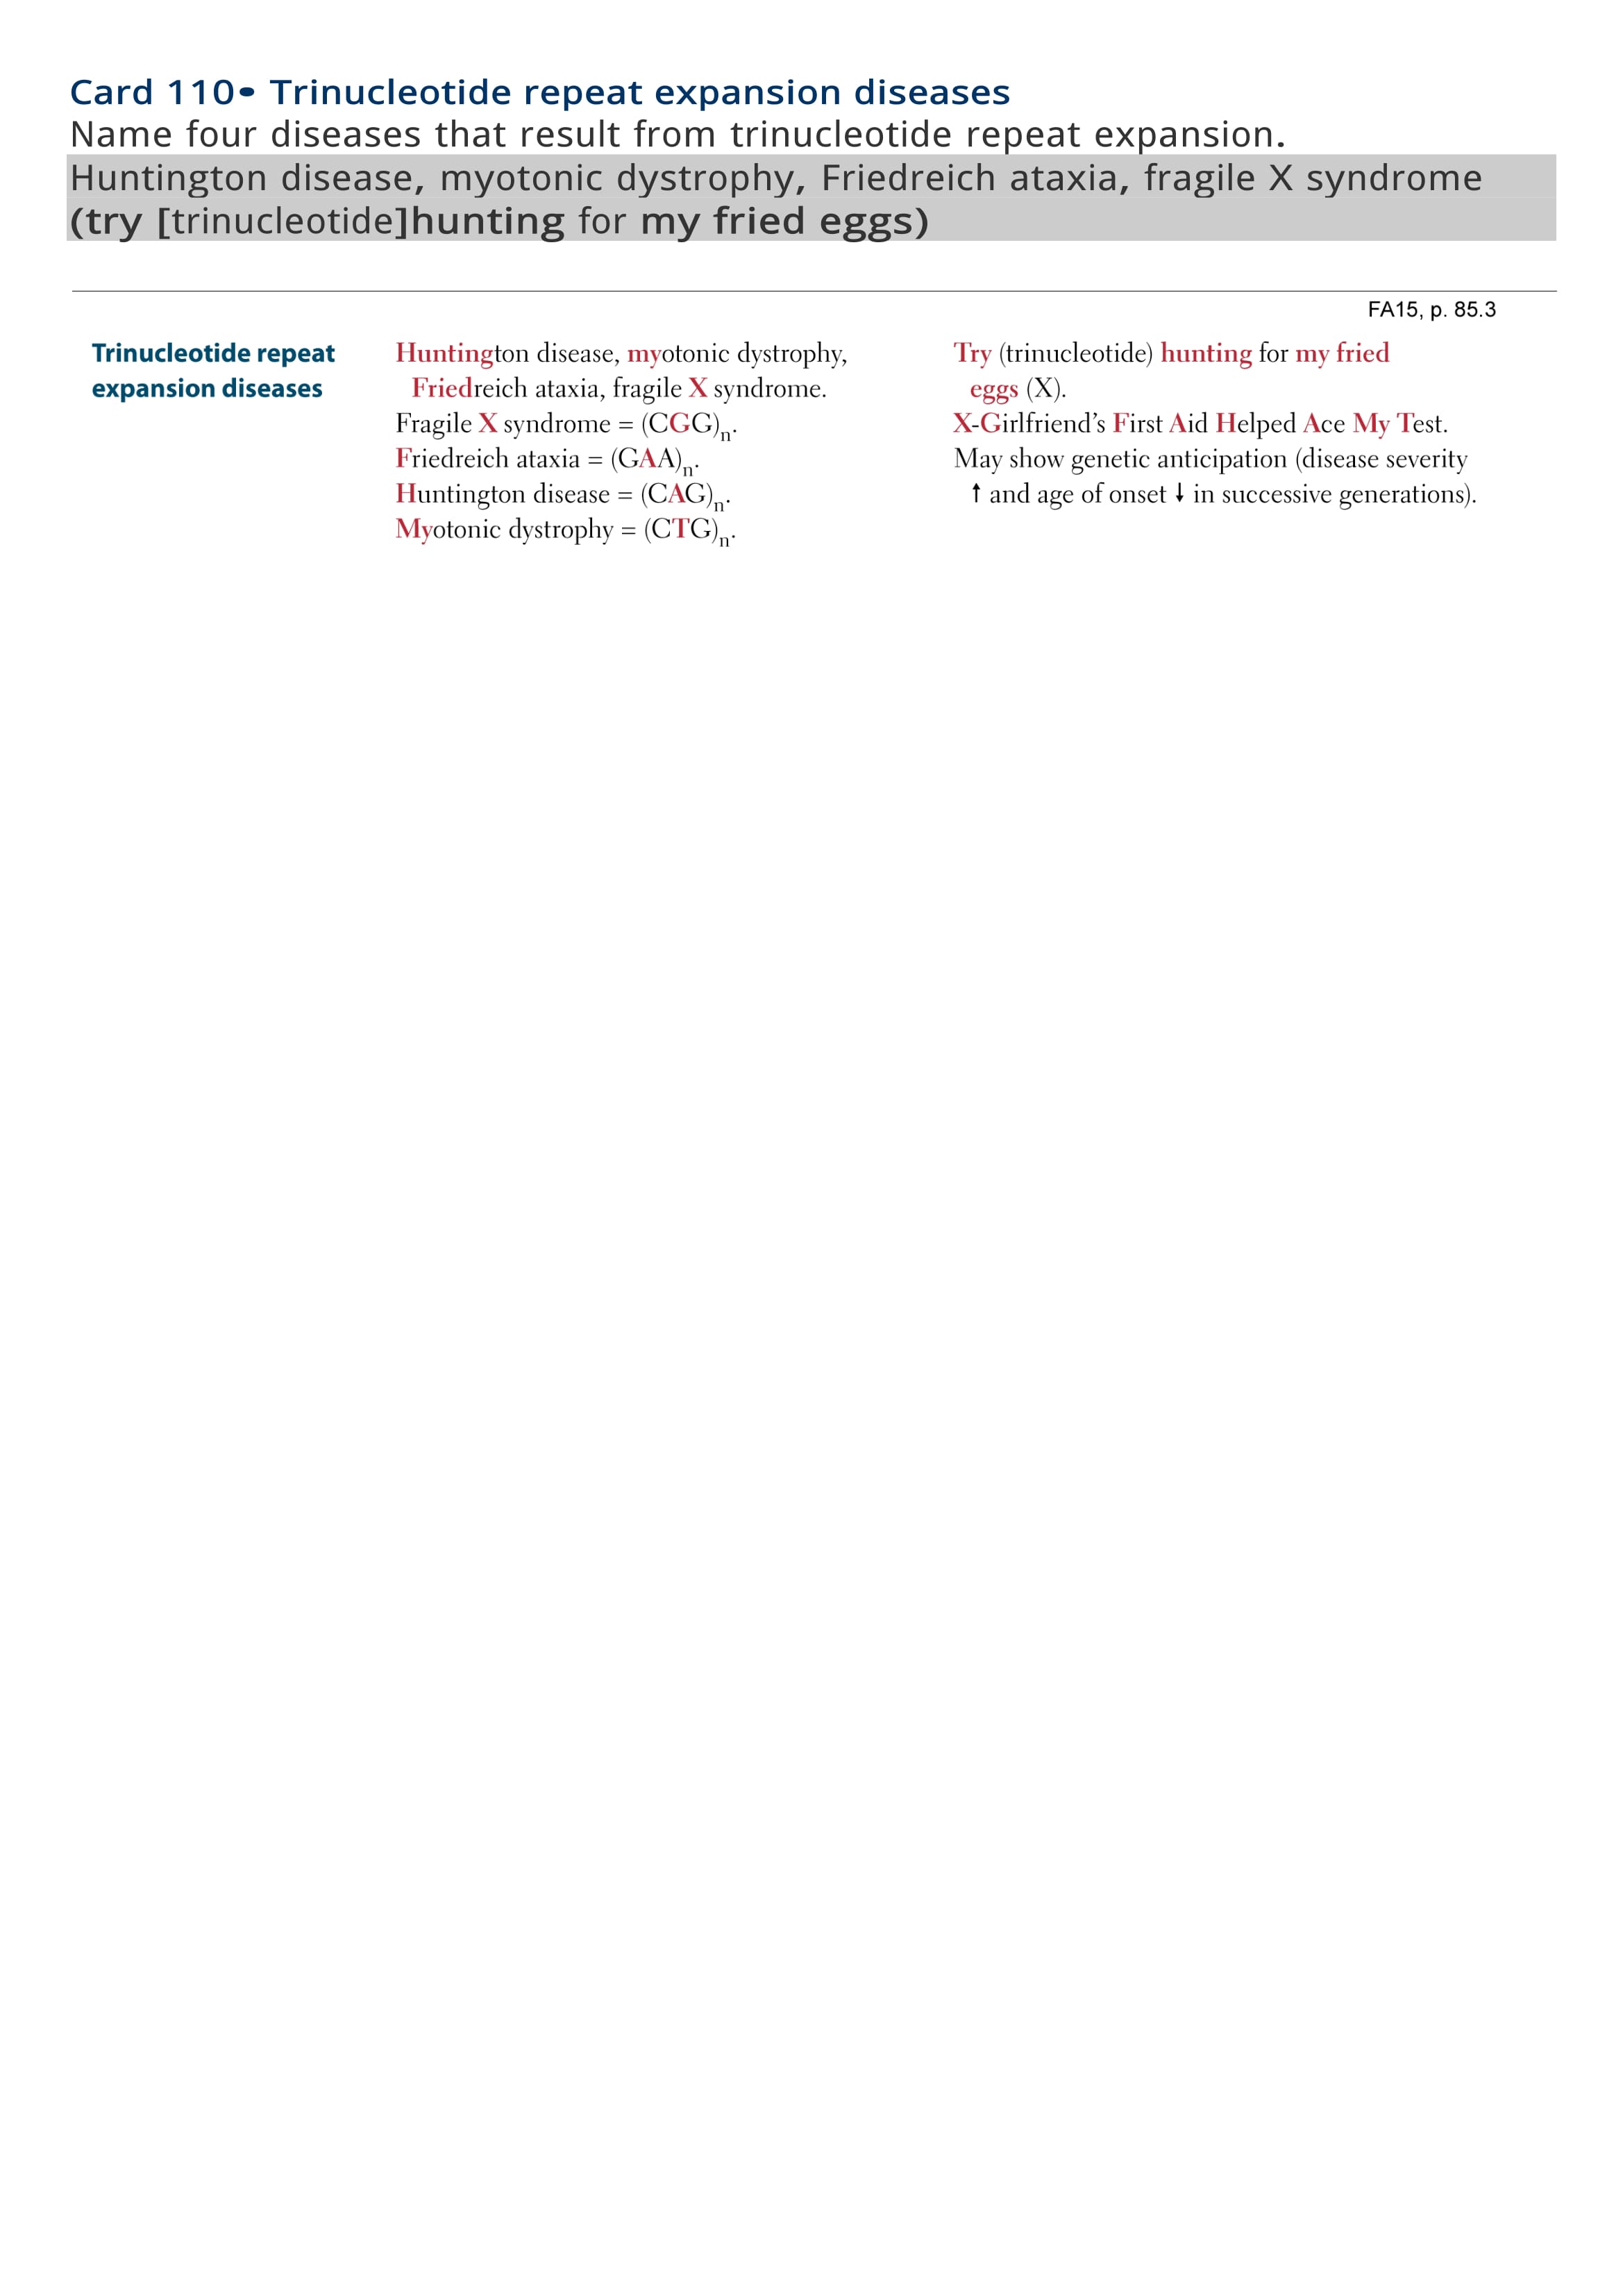 Card 110• Trinucleotide repeat expansion diseases
Name four diseases that result from trinucleotide repeat expansion.
Huntington disease, myotonic dystrophy, Friedreich ataxia, fragile X syndrome
(try [trinucleotide]hunting for my fried eggs)
FA15, p. 85.3
Trinucleotide repeat
expansion diseases
Huntington disease, myotonic dystrophy,
Friedreich ataxia, fragile X syndrome.
Fragile X syndrome = (CGG)n.
Friedreich ataxia = (GAA)n.
Huntington disease = (CAG)n.
Myotonic dystrophy = (CTG)n.
Try (trinucleotide) hunting for my fried
eggs (X).
X-Girlfriend’s First Aid Helped Ace My Test.
May show genetic anticipation (disease severity
↑ and age of onset ↓ in successive generations).